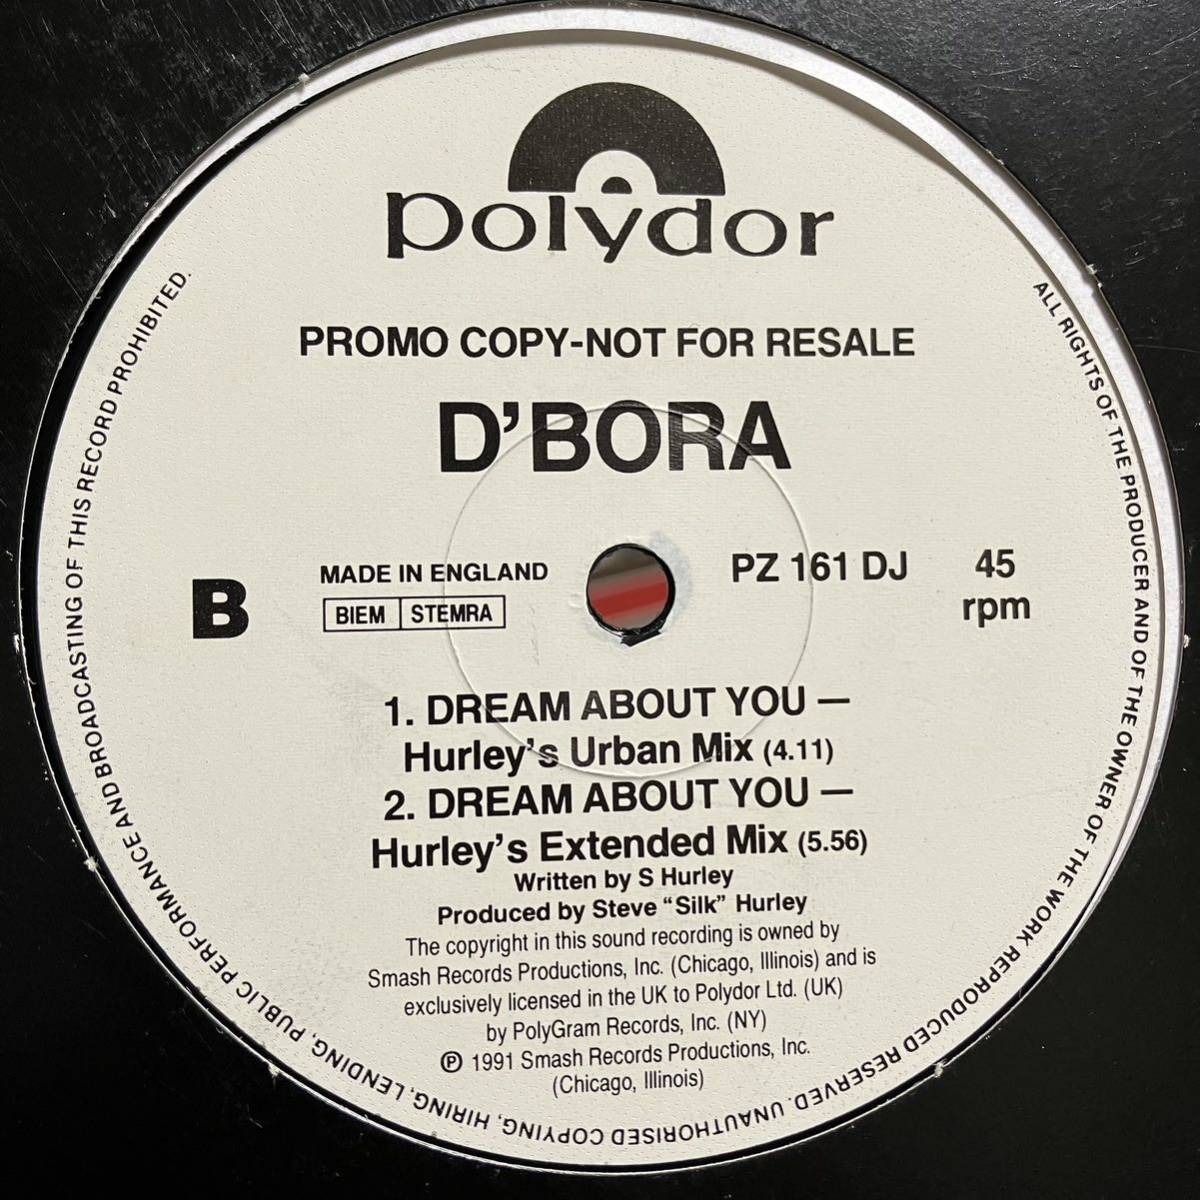 polydor
PROMO COPY-NOT FOR RESALE
D'BORA
B
MADE IN ENGLAND
BIEM STEMRA
PZ 161 DJ
45
rpm
1. DREAM ABOUT YOU —
Hurley's Urban Mix (4.11)
2. DREAM ABOUT YOU —
Hurley's Extended Mix (5.56)
Written by S Hurley
Produced by Steve “Silk” Hurley
The copyright in this sound recording is owned by
Smash Records Productions, Inc. (Chicago, Illinois) and is
exclusively licensed in the UK to Polydor Ltd. (UK)
by PolyGram Records, Inc. (NY)
℗ 1991 Smash Records Productions, Inc.
(Chicago, Illinois)
ALL RIGHTS OF THE PRODUCER AND OF THE OWNER OF THE WORK REPRODUCED RESERVED. UNAUTHORISED COPYING, HIRING, LENDING, PUBLIC PERFORMANCE AND BROADCASTING OF THIS RECORD PROHIBITED.